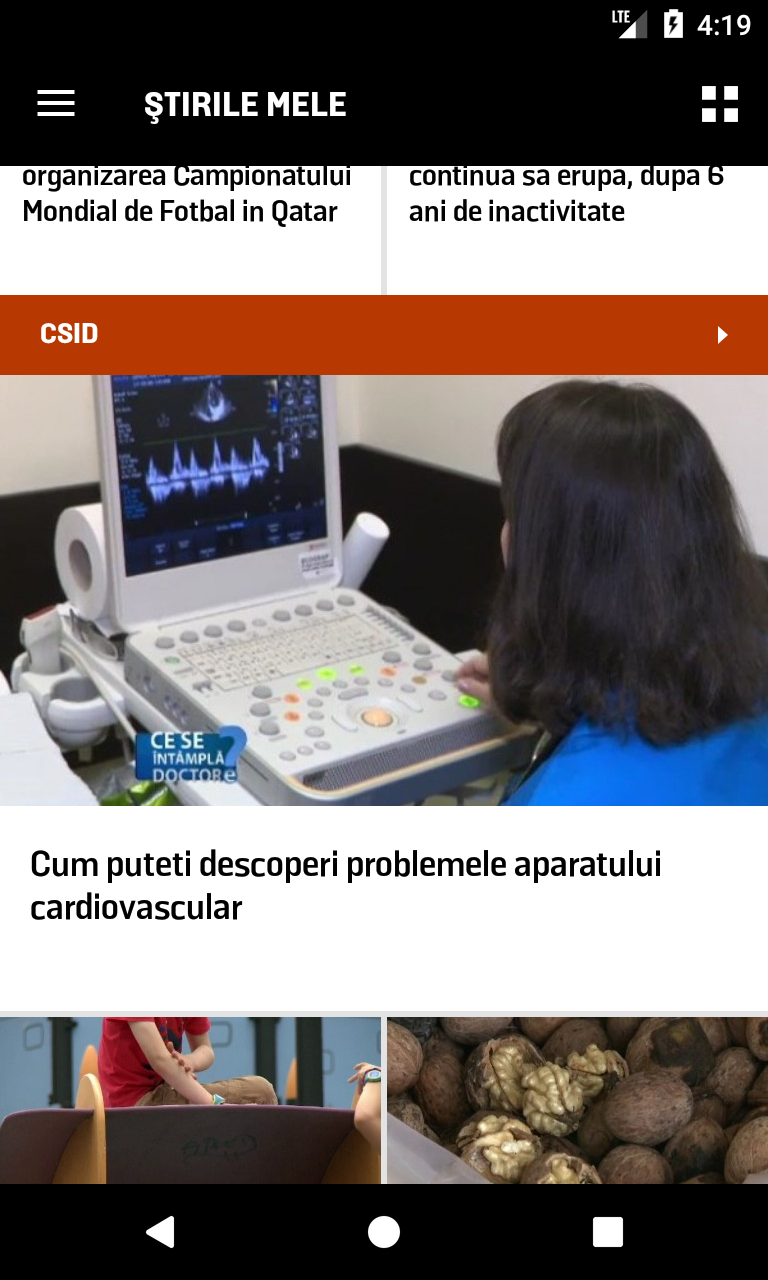 LTE 4:19
ŞTIRILE MELE
organizarea Campionatului
Mondial de Fotbal in Qatar
continua sa erupa, dupa 6
ani de inactivitate
CSID
CE SE
ÎNTÂMPLĂ
DOCTORe
?
Cum puteti descoperi problemele aparatului
cardiovascular